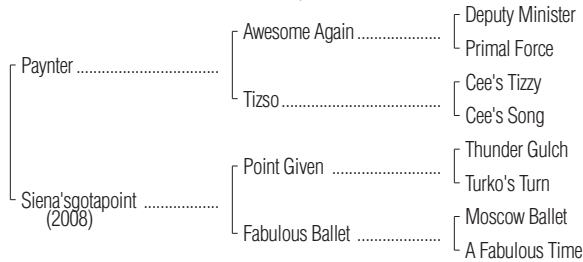 Deputy Minister
Awesome Again ..................
Primal Force
Paynter ................................
Cee's Tizzy
Tizso................................
Cee's Song
Thunder Gulch
Point Given .......................
Turko's Turn
Siena'sgotapoint .................
(2008)
Moscow Ballet
Fabulous Ballet ..................
A Fabulous Time